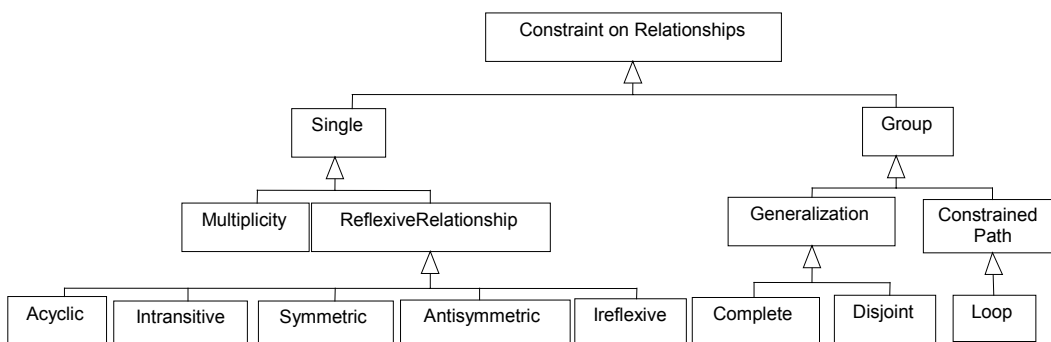 Constraint on Relationships
Single
Group
Multiplicity
ReflexiveRelationship
Generalization
Constrained
Path
Acyclic
Intransitive
Symmetric
Antisymmetric
Ireflexive
Complete
Disjoint
Loop